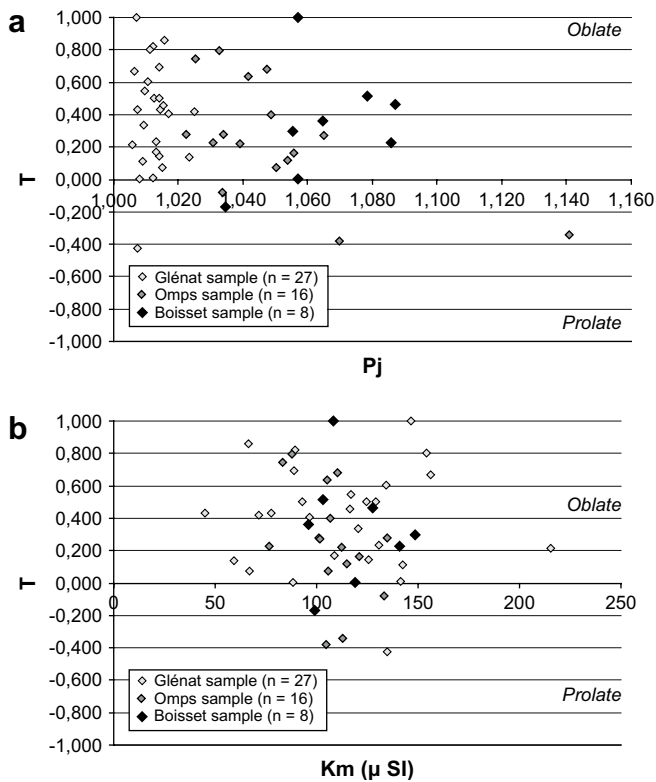 a
1,000
0,800
0,600
0,400
0,200
0,000
-0,200
-0,400
-0,600
-0,800
-1,000
T
1,000 1,020 1,040 1,060 1,080 1,100 1,120 1,140 1,160
Oblate
Glénat sample (n = 27)
Omps sample (n = 16)
Boisset sample (n = 8)
Prolate
Pj
b
1,000
0,800
0,600
0,400
0,200
0,000
-0,200
-0,400
-0,600
-0,800
-1,000
T
0 50 100 150 200 250
Oblate
Glénat sample (n = 27)
Omps sample (n = 16)
Boisset sample (n = 8)
Prolate
Km (µ SI)